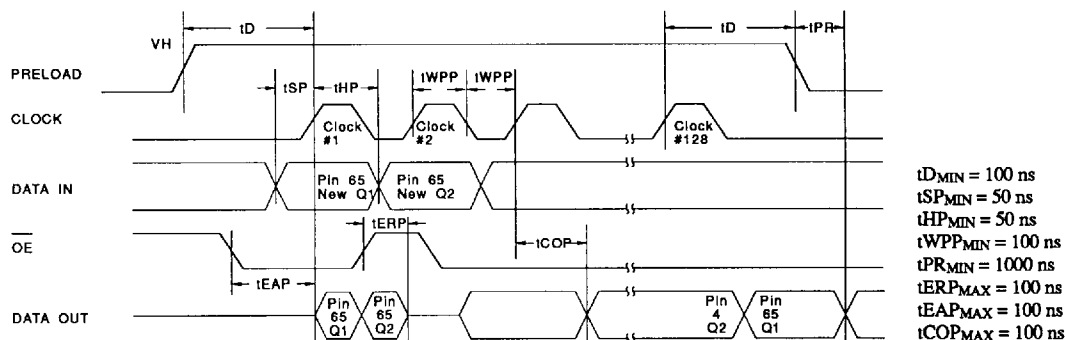 tD tD tPR
VH
PRELOAD
tSP tHP tWPP tWPP
CLOCK
Clock #1
Clock #2
Clock #128
DATA IN
Pin 65 New Q1
Pin 65 New Q2
OE
tERP
tCOP
tEAP
DATA OUT
Pin 65 Q1
Pin 65 Q2
Pin 4 Q2
Pin 65 Q1
tDMIN = 100 ns
tSPMIN = 50 ns
tHPMIN = 50 ns
tWPPMIN = 100 ns
tPRMIN = 1000 ns
tERPMAX = 100 ns
tEAPMAX = 100 ns
tCOPMAX = 100 ns